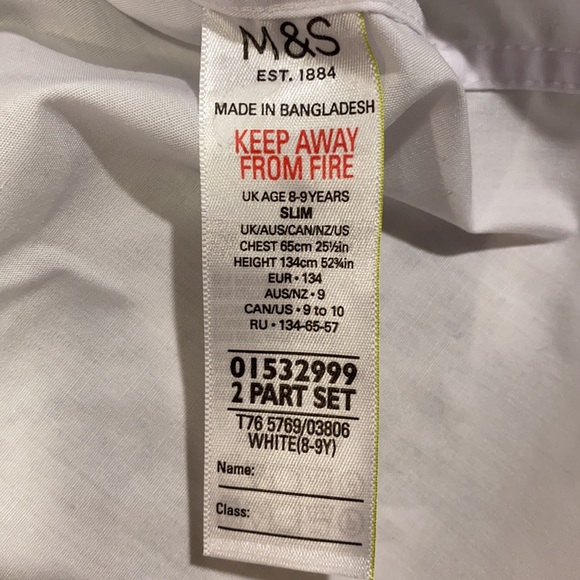 M&S
EST. 1884
MADE IN BANGLADESH
KEEP AWAY
FROM FIRE
UK AGE 8-9 YEARS
SLIM
UK/AUS/CAN/NZ/US
CHEST 65cm 25½in
HEIGHT 134cm 52¾in
EUR • 134
AUS/NZ • 9
CAN/US • 9 to 10
RU • 134-65-57
01532999
2 PART SET
T76 5769/03806
WHITE(8-9Y)
Name:
Class: